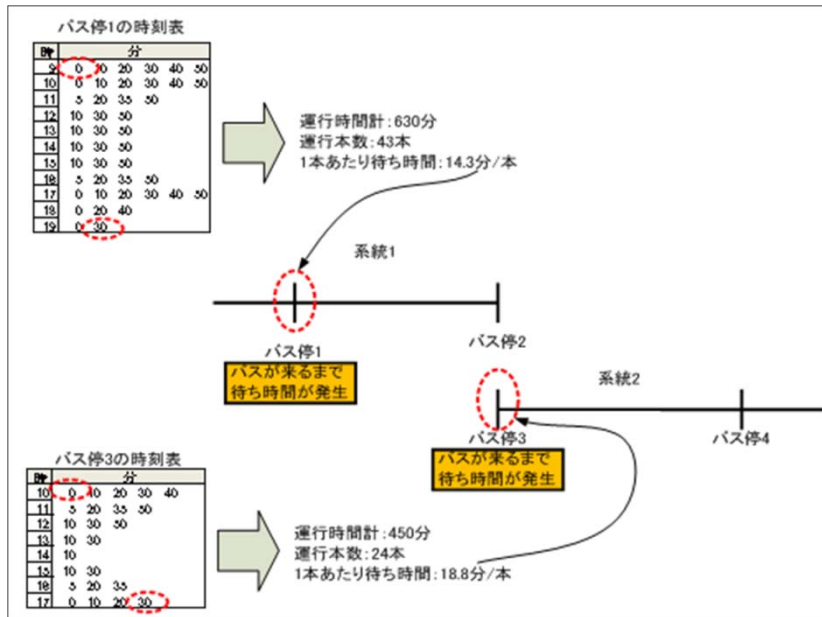 バス停1の時刻表
時 分
9 0 10 20 30 40 50
10 0 10 20 30 40 50
11 5 20 35 50
12 10 30 50
13 10 30 50
14 10 30 50
15 10 30 50
16 5 20 35 50
17 0 10 20 30 40 50
18 0 20 40
19 0 30
運行時間計:630分
運行本数:43本
1本あたり待ち時間:14.3分/本
系統1
バス停1
バス停2
バスが来るまで
待ち時間が発生
系統2
バス停3
バス停4
バスが来るまで
待ち時間が発生
バス停3の時刻表
時 分
10 0 10 20 30 40
11 5 20 35 50
12 10 30 50
13 10 30
14 10
15 10 30
16 5 20 35
17 0 10 20 30
運行時間計:450分
運行本数:24本
1本あたり待ち時間:18.8分/本